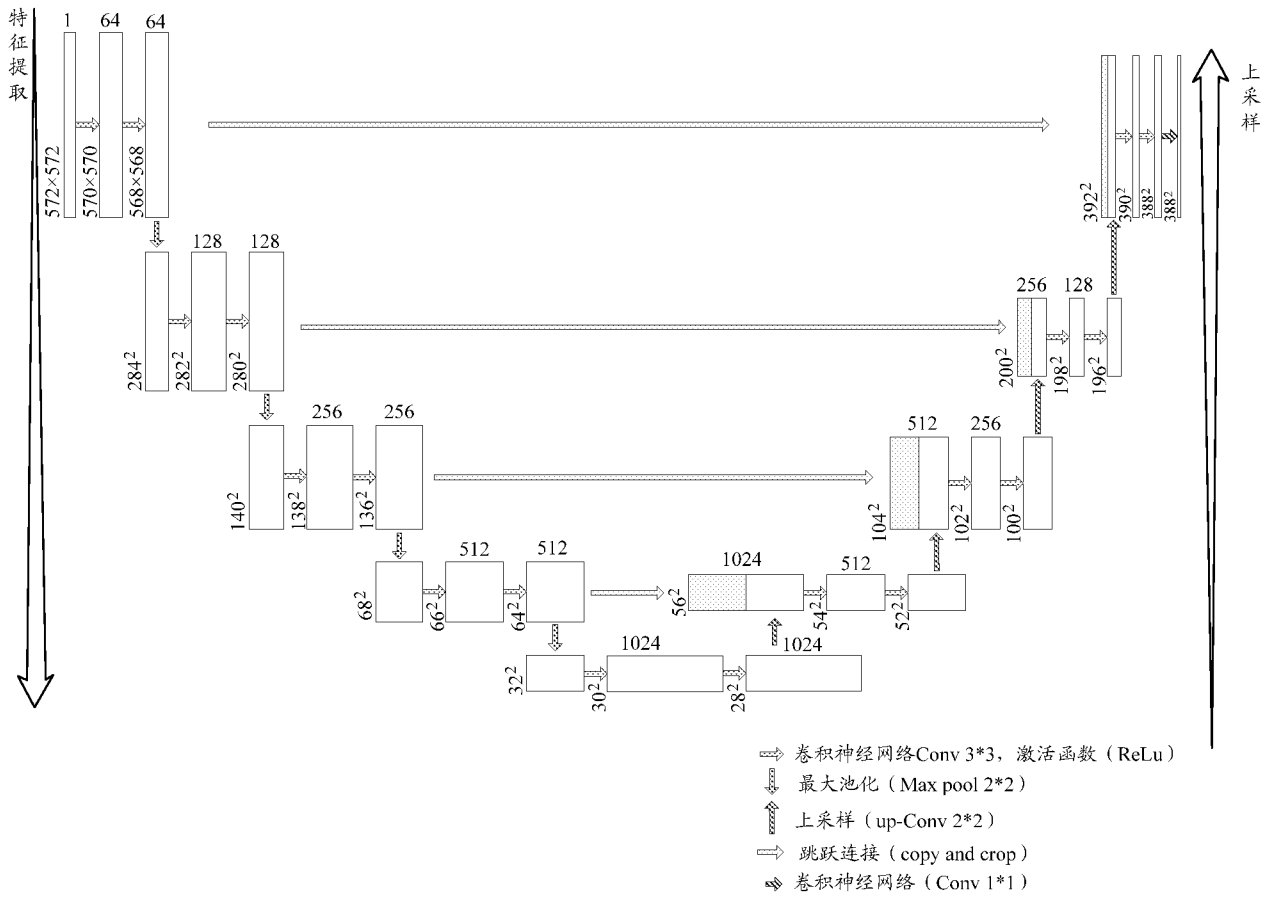 特征提取
1 64 64
572×572 570×570 568×568
128 128
284² 282² 280²
256 256
140² 138² 136²
512 512
68² 66² 64²
1024 1024
32² 30² 28²
1024 512
56² 54² 52²
512 256
104² 102² 100²
256 128
200² 198² 196²
392² 390² 388² 388²
上采样
卷积神经网络Conv 3*3，激活函数（ReLu）
最大池化（Max pool 2*2）
上采样（up-Conv 2*2）
跳跃连接（copy and crop）
卷积神经网络（Conv 1*1）